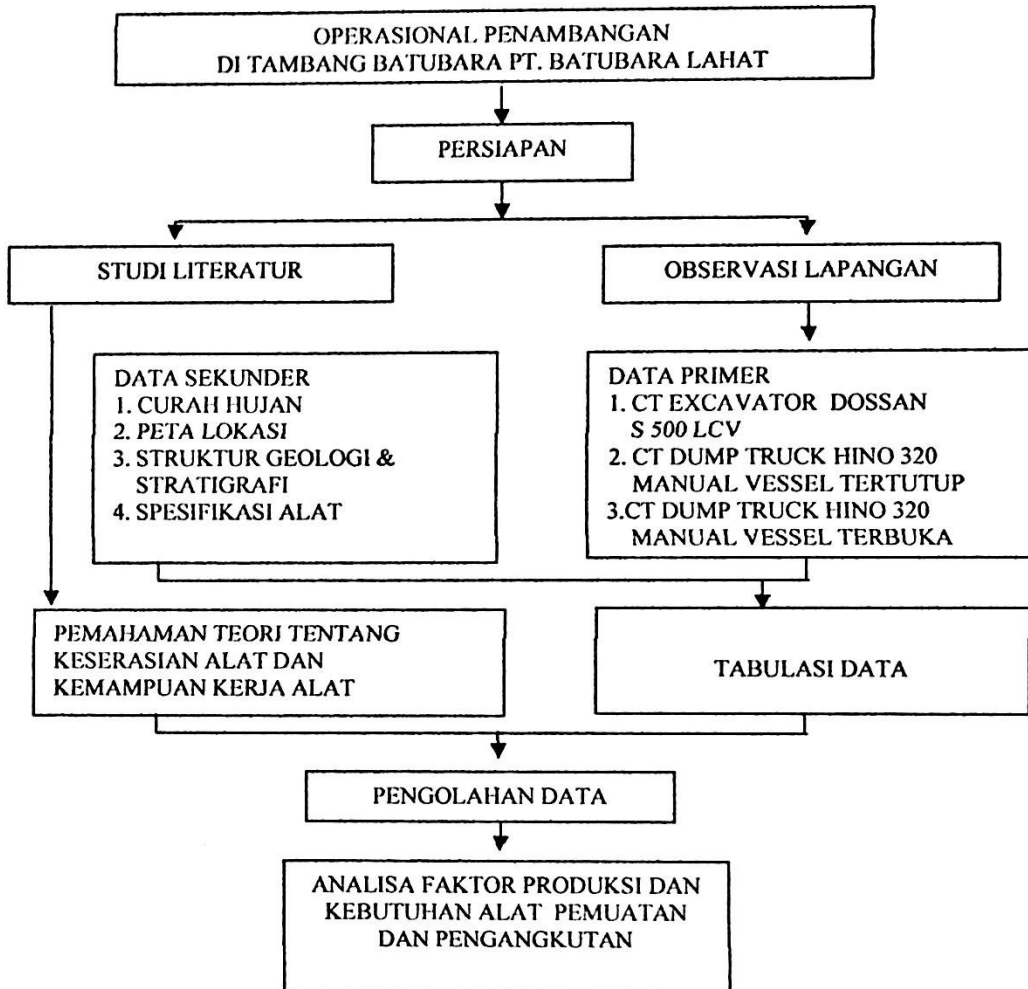 OPERASIONAL PENAMBANGAN
DI TAMBANG BATUBARA PT. BATUBARA LAHAT
PERSIAPAN
STUDI LITERATUR
OBSERVASI LAPANGAN
DATA SEKUNDER
1. CURAH HUJAN
2. PETA LOKASI
3. STRUKTUR GEOLOGI &
STRATIGRAFI
4. SPESIFIKASI ALAT
DATA PRIMER
1. CT EXCAVATOR DOSSAN
S 500 LCV
2. CT DUMP TRUCK HINO 320
MANUAL VESSEL TERTUTUP
3.CT DUMP TRUCK HINO 320
MANUAL VESSEL TERBUKA
PEMAHAMAN TEORI TENTANG
KESERASIAN ALAT DAN
KEMAMPUAN KERJA ALAT
TABULASI DATA
PENGOLAHAN DATA
ANALISA FAKTOR PRODUKSI DAN
KEBUTUHAN ALAT PEMUATAN
DAN PENGANGKUTAN